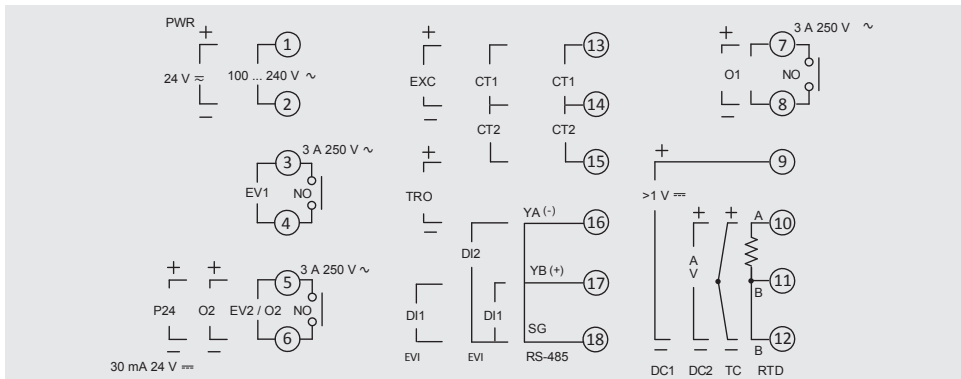 PWR
+
24 V ≂
−
100 ... 240 V ∿
1
2
3 A 250 V ∿
3
EV1
NO
4
3 A 250 V ∿
+
P24
−
+
O2
−
5
EV2 / O2
NO
6
30 mA 24 V ⎓
+
EXC
−
CT1
CT2
13
CT1
14
CT2
15
+
TRO
−
YA (-)
16
DI2
YB (+)
17
DI1
DI1
SG
18
EVI
EVI
RS-485
3 A 250 V ∿
+
O1
−
7
NO
8
+
9
>1 V ⎓
−
+
A
V
−
+
−
A
10
B
11
B
12
DC1
DC2
TC
RTD